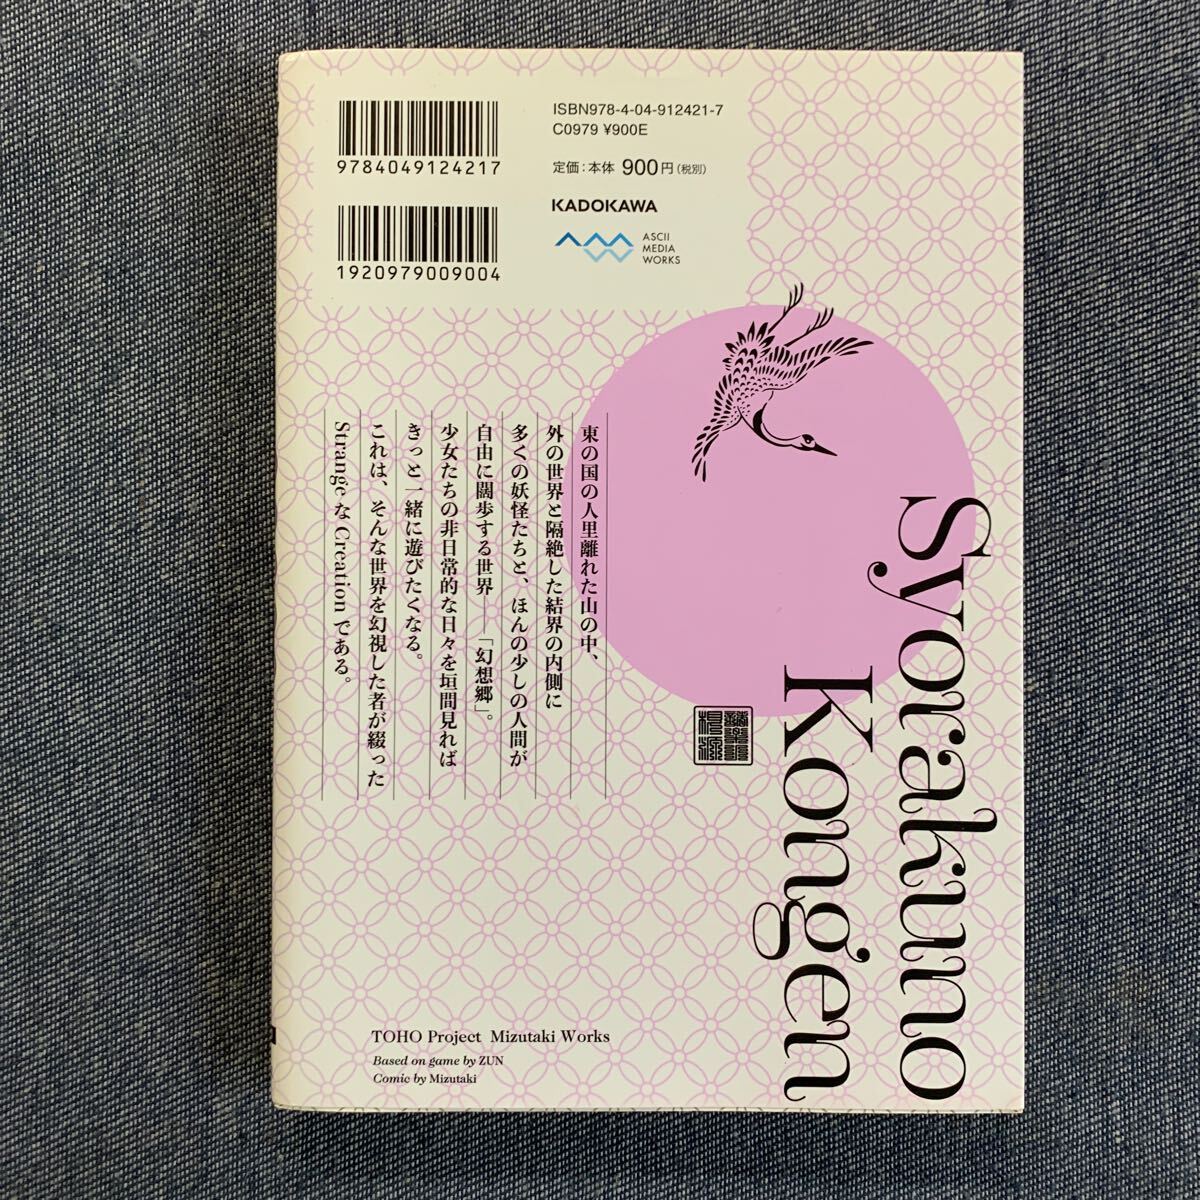 ISBN978-4-04-912421-7
C0979 ¥900E
9784049124217
定価：本体900円（税別）
KADOKAWA
ASCII
MEDIA
WORKS
1920979009004
東の国の人里離れた山の中、
外の世界と隔絶した結界の内側に
多くの妖怪たちと、ほんの少しの人間が
自由に闊歩する世界――「幻想郷」。
少女たちの非日常的な日々を垣間見れば
きっと一緒に遊びたくなる。
これは、そんな世界を幻視した者が綴った
Strange な Creation である。
Syorakuno
Kongen
TOHO Project Mizutaki Works
Based on game by ZUN
Comic by Mizutaki